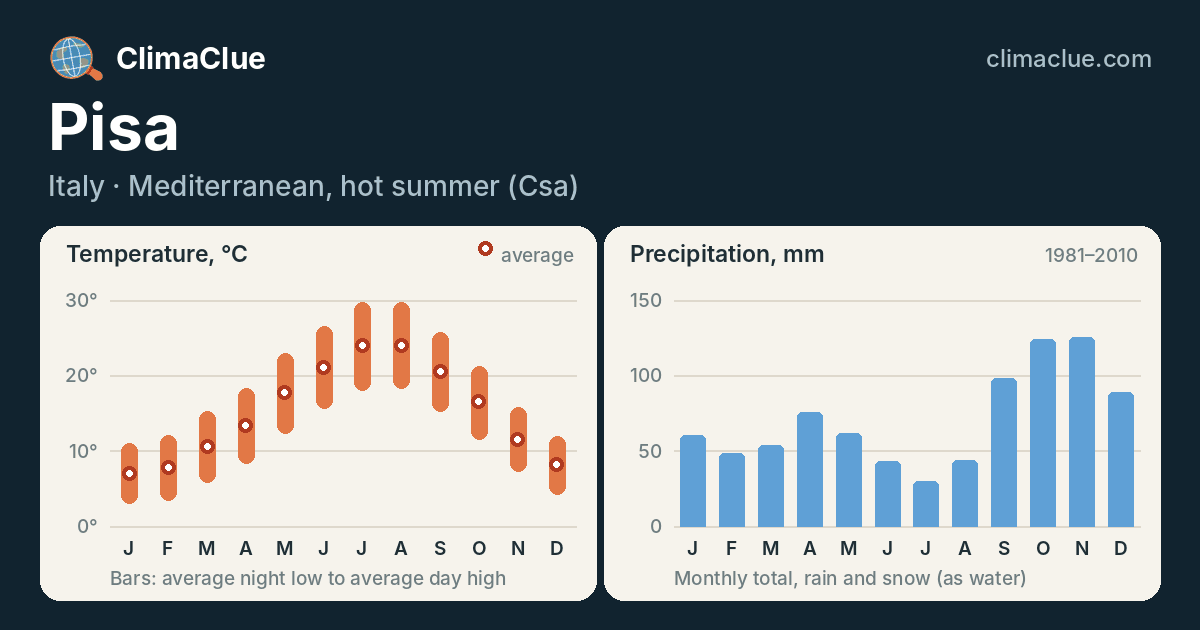 ClimaClue
climaclue.com
Pisa
Italy · Mediterranean, hot summer (Csa)
Temperature, °C
average
30°
20°
10°
0°
J F M A M J J A S O N D
Bars: average night low to average day high
Precipitation, mm
1981–2010
150
100
50
0
J F M A M J J A S O N D
Monthly total, rain and snow (as water)